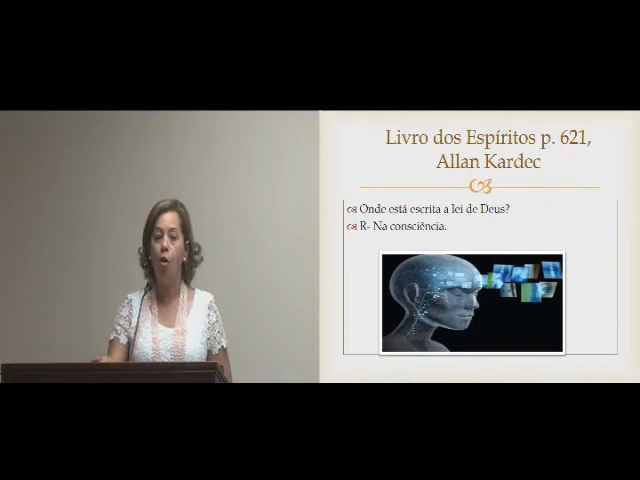 Livro dos Espíritos p. 621,
Allan Kardec
Onde está escrita a lei de Deus?
R- Na consciência.